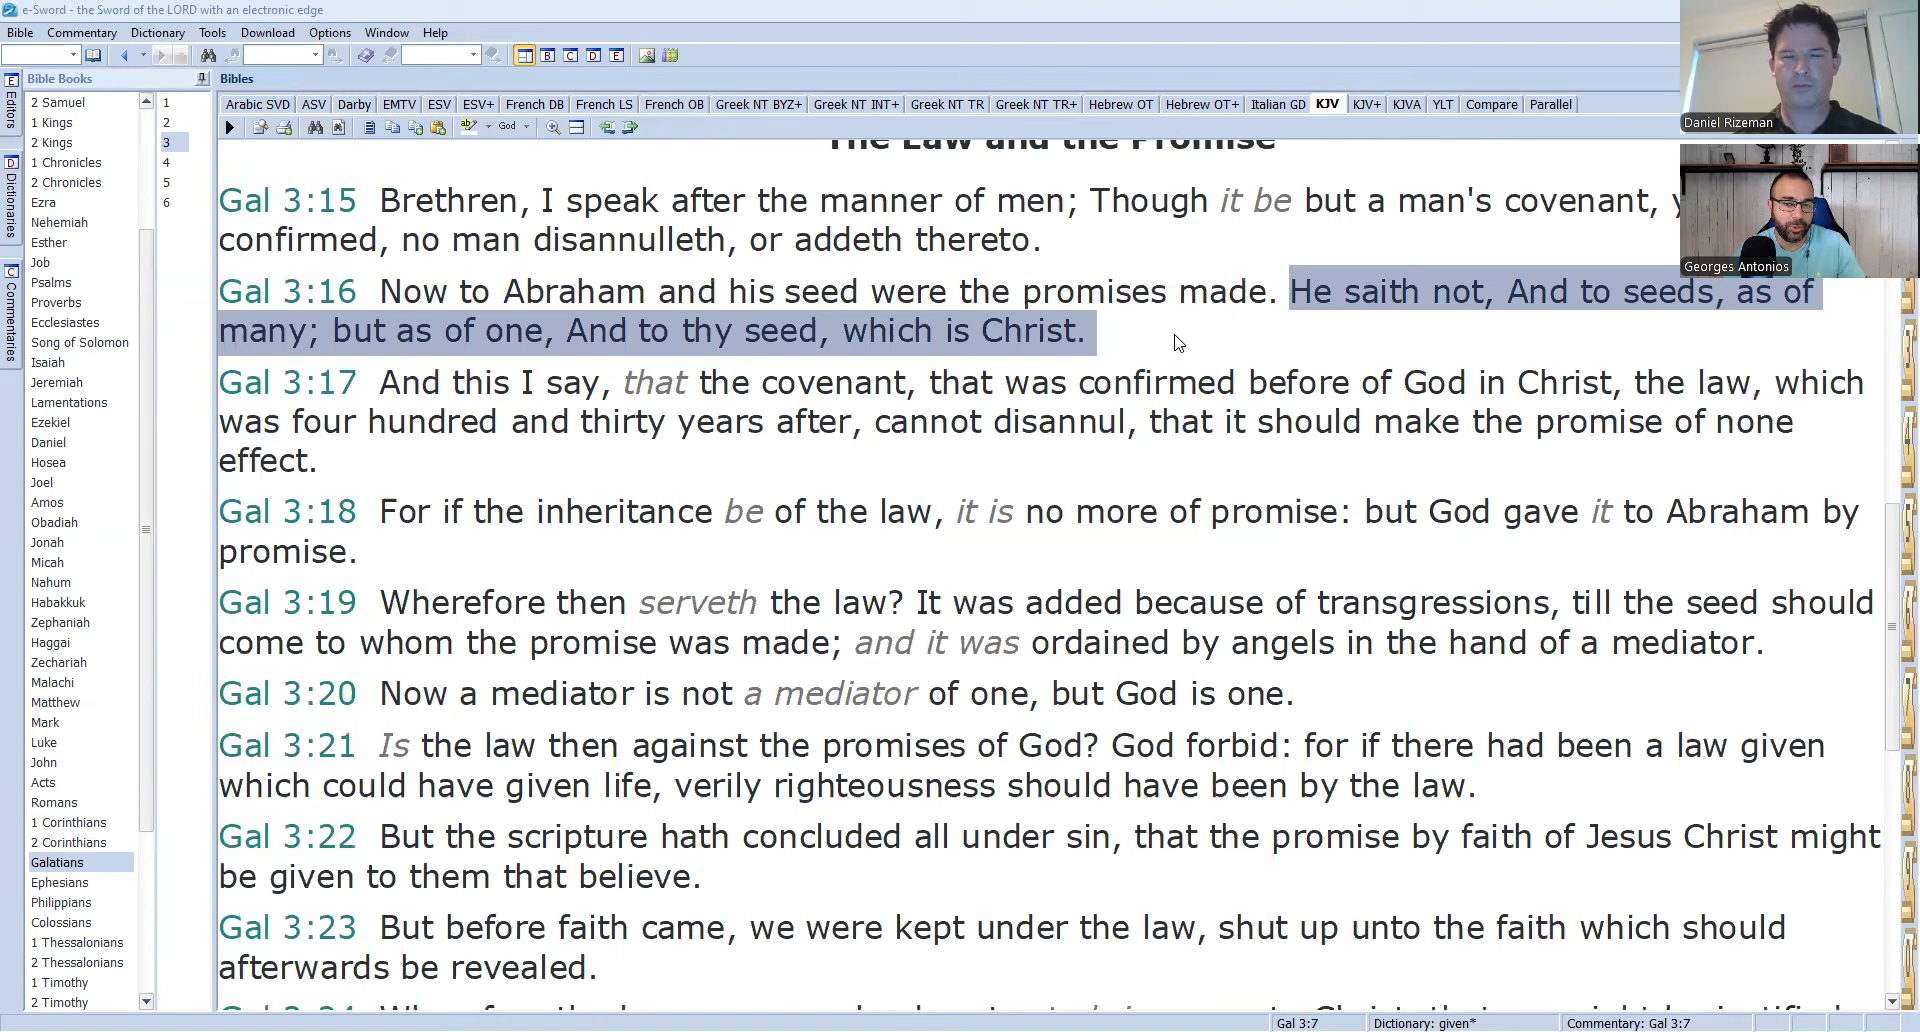 e-Sword - the Sword of the LORD with an electronic edge
Bible Commentary Dictionary Tools Download Options Window Help
Bible Books
Bibles
Editors
Dictionaries
Commentaries
2 Samuel
1 Kings
2 Kings
1 Chronicles
2 Chronicles
Ezra
Nehemiah
Esther
Job
Psalms
Proverbs
Ecclesiastes
Song of Solomon
Isaiah
Jeremiah
Lamentations
Ezekiel
Daniel
Hosea
Joel
Amos
Obadiah
Jonah
Micah
Nahum
Habakkuk
Zephaniah
Haggai
Zechariah
Malachi
Matthew
Mark
Luke
John
Acts
Romans
1 Corinthians
2 Corinthians
Galatians
Ephesians
Philippians
Colossians
1 Thessalonians
2 Thessalonians
1 Timothy
2 Timothy
1
2
3
4
5
6
Arabic SVD ASV Darby EMTV ESV ESV+ French DB French LS French OB Greek NT BYZ+ Greek NT INT+ Greek NT TR Greek NT TR+ Hebrew OT Hebrew OT+ Italian GD KJV KJV+ KJVA YLT Compare Parallel
God
The Law and the Promise
Gal 3:15 Brethren, I speak after the manner of men; Though it be but a man's covenant,
confirmed, no man disannulleth, or addeth thereto.
Gal 3:16 Now to Abraham and his seed were the promises made. He saith not, And to seeds, as of
many; but as of one, And to thy seed, which is Christ.
Gal 3:17 And this I say, that the covenant, that was confirmed before of God in Christ, the law, which
was four hundred and thirty years after, cannot disannul, that it should make the promise of none
effect.
Gal 3:18 For if the inheritance be of the law, it is no more of promise: but God gave it to Abraham by
promise.
Gal 3:19 Wherefore then serveth the law? It was added because of transgressions, till the seed should
come to whom the promise was made; and it was ordained by angels in the hand of a mediator.
Gal 3:20 Now a mediator is not a mediator of one, but God is one.
Gal 3:21 Is the law then against the promises of God? God forbid: for if there had been a law given
which could have given life, verily righteousness should have been by the law.
Gal 3:22 But the scripture hath concluded all under sin, that the promise by faith of Jesus Christ might
be given to them that believe.
Gal 3:23 But before faith came, we were kept under the law, shut up unto the faith which should
afterwards be revealed.
Daniel Rizeman
Georges Antonios
Gal 3:7 Dictionary: given* Commentary: Gal 3:7